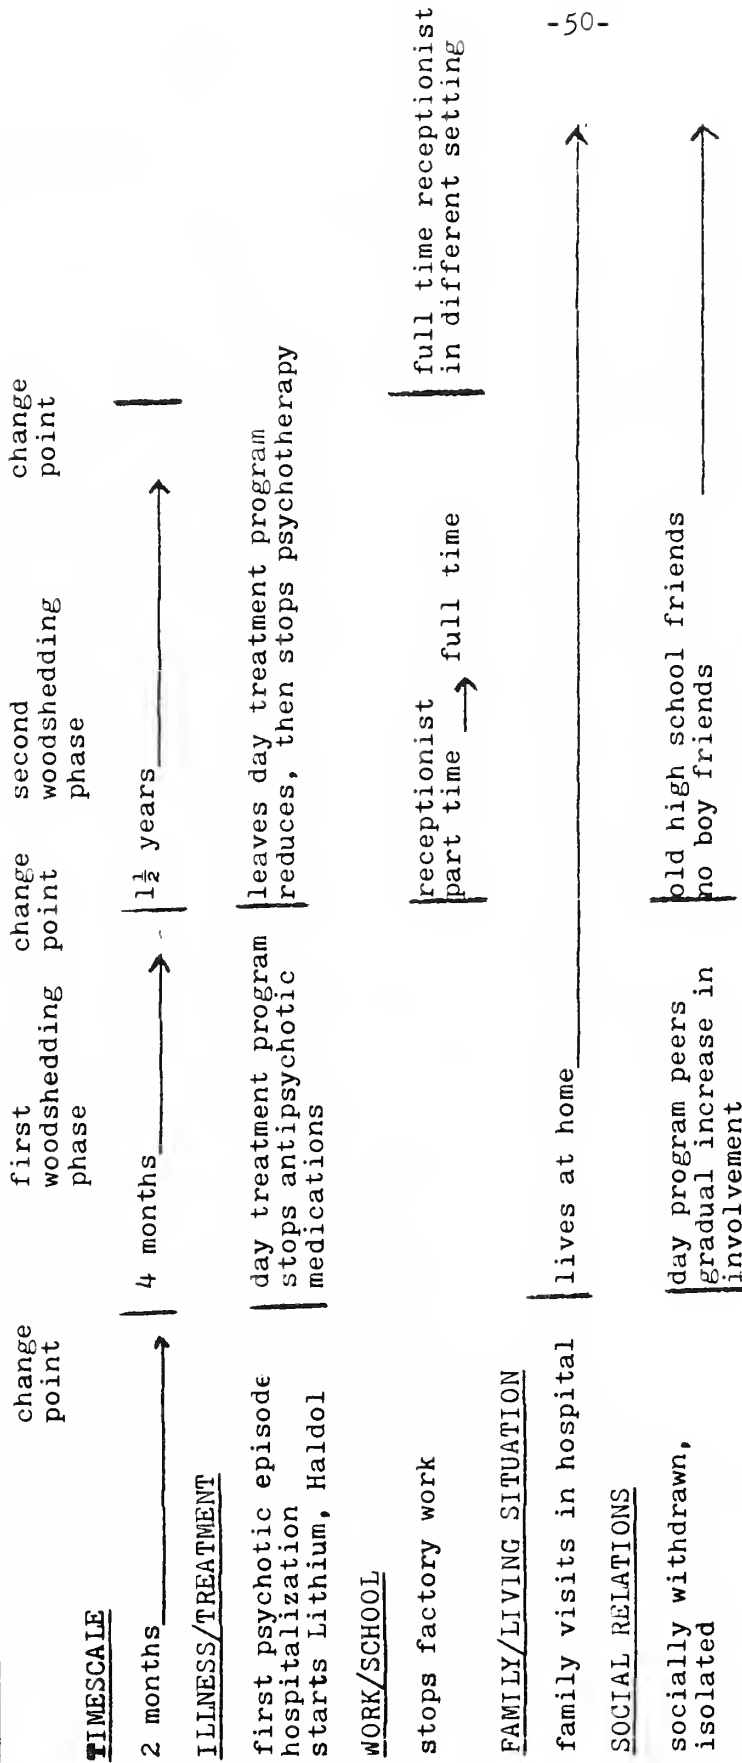 -50-
change
point
first
woodshedding
phase
change
point
second
woodshedding
phase
change
point
TIMESCALE
2 months
4 months
1½ years
ILLNESS/TREATMENT
first psychotic episode
hospitalization
starts Lithium, Haldol
day treatment program
stops antipsychotic
medications
leaves day treatment program
reduces, then stops psychotherapy
WORK/SCHOOL
stops factory work
receptionist
part time → full time
full time receptionist
in different setting
FAMILY/LIVING SITUATION
family visits in hospital
lives at home
SOCIAL RELATIONS
socially withdrawn,
isolated
day program peers
gradual increase in
involvement
old high school friends
no boy friends